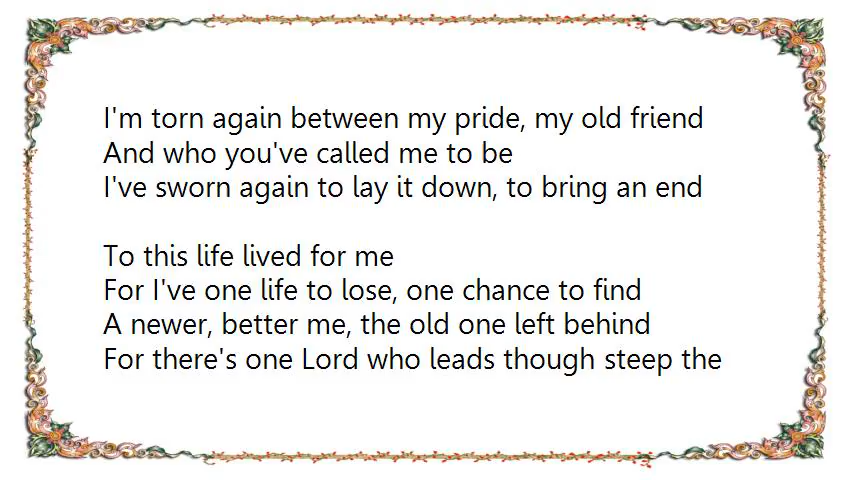 I'm torn again between my pride, my old friend
And who you've called me to be
I've sworn again to lay it down, to bring an end
To this life lived for me
For I've one life to lose, one chance to find
A newer, better me, the old one left behind
For there's one Lord who leads though steep the